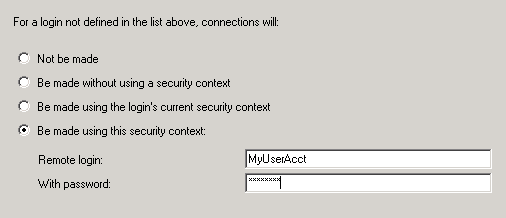 For a login not defined in the list above, connections will:
Not be made
Be made without using a security context
Be made using the login's current security context
Be made using this security context:
Remote login: MyUserAcct
With password: ××××××××